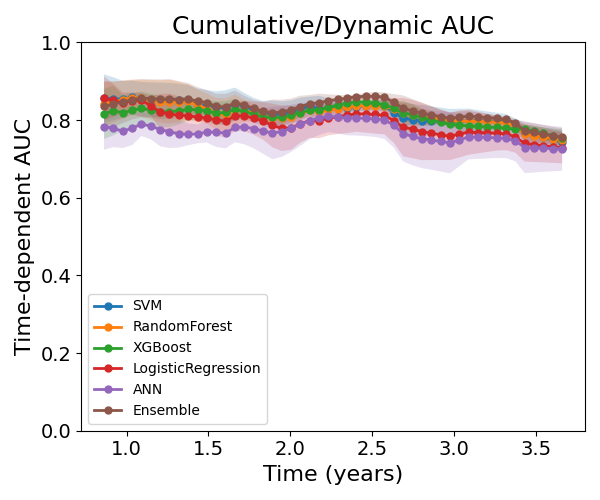 Cumulative/Dynamic AUC
Time-dependent AUC
1.0
0.8
0.6
0.4
0.2
0.0
SVM
RandomForest
XGBoost
LogisticRegression
ANN
Ensemble
1.0 1.5 2.0 2.5 3.0 3.5
Time (years)